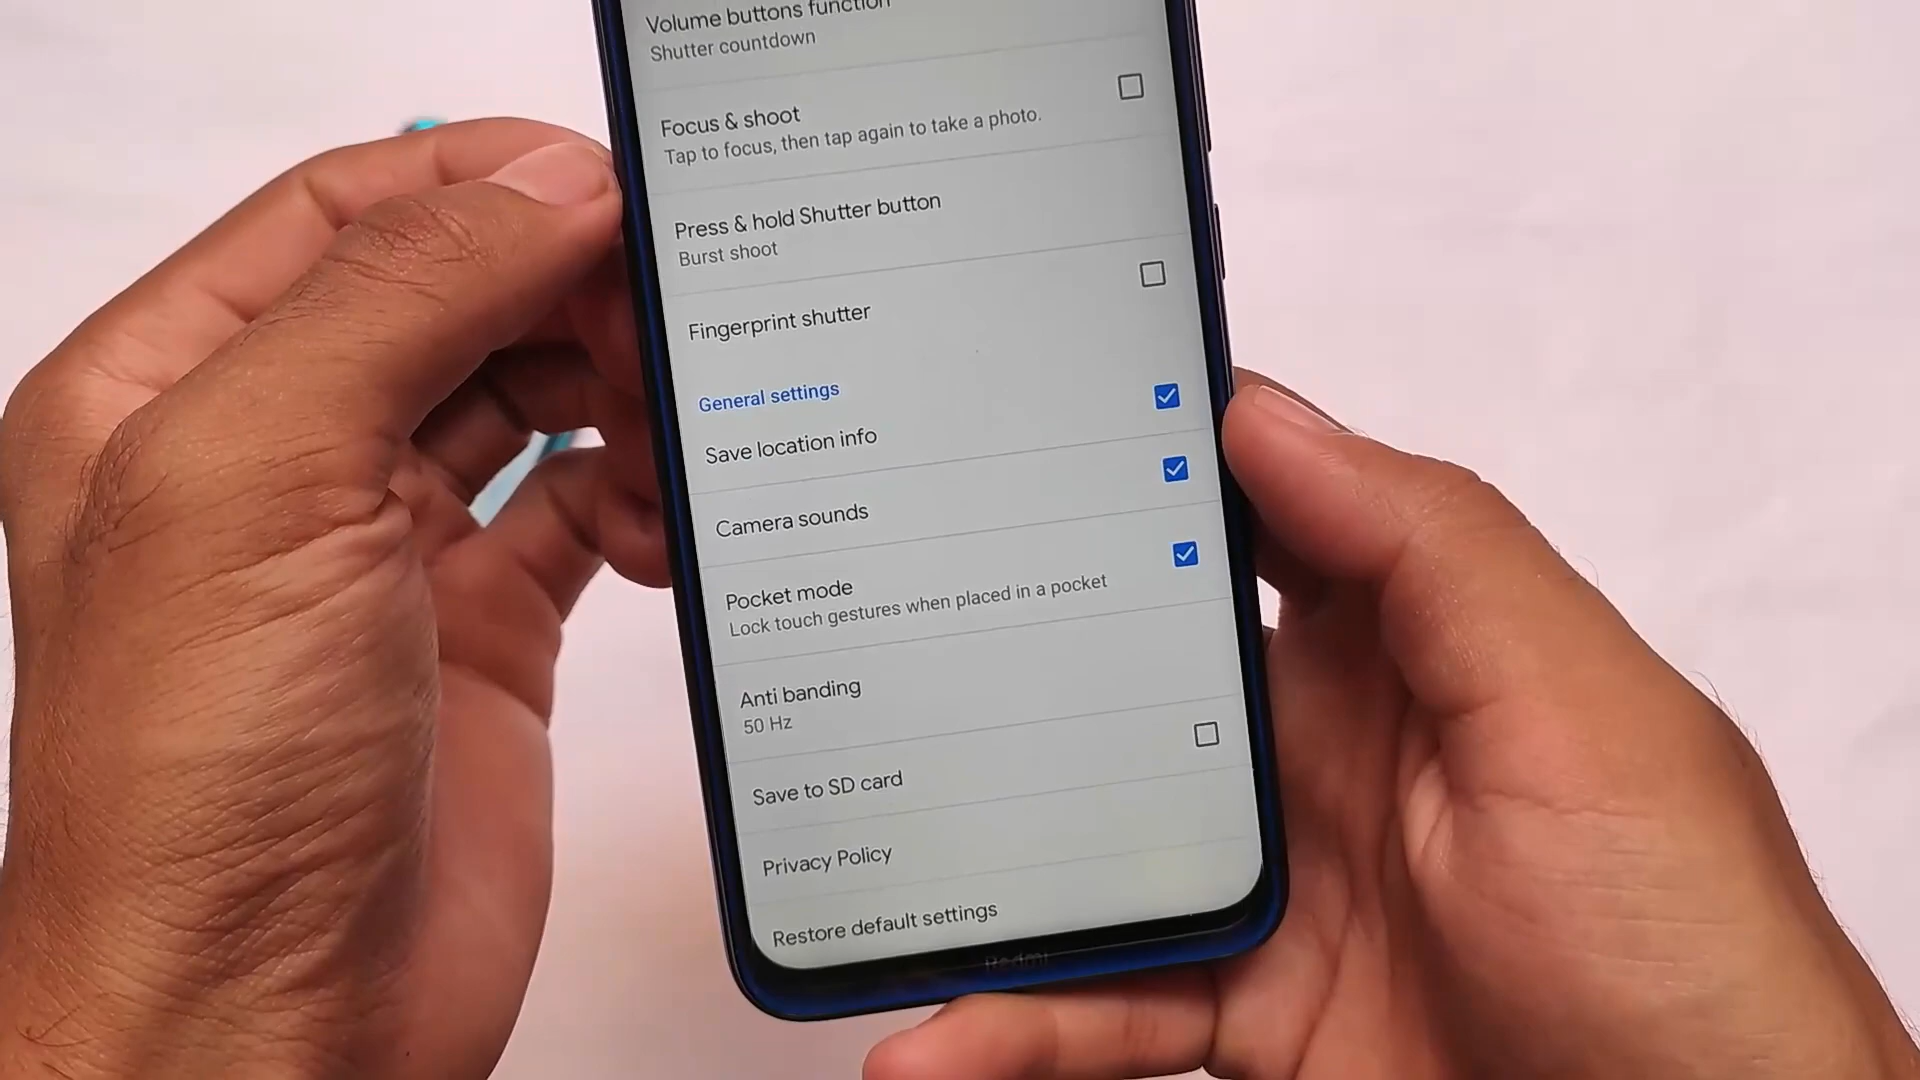 Volume buttons function
Shutter countdown
Focus & shoot
Tap to focus, then tap again to take a photo.
Press & hold Shutter button
Burst shoot
Fingerprint shutter
General settings
Save location info
Camera sounds
Pocket mode
Lock touch gestures when placed in a pocket
Anti banding
50 Hz
Save to SD card
Privacy Policy
Restore default settings
Redmi